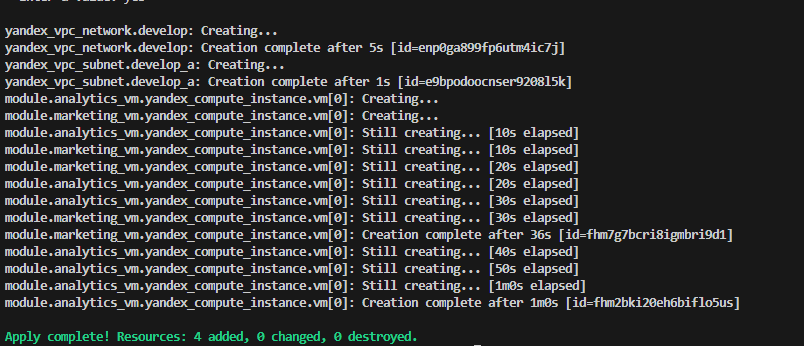 Enter a value: yes
yandex_vpc_network.develop: Creating...
yandex_vpc_network.develop: Creation complete after 5s [id=enp0ga899fp6utm4ic7j]
yandex_vpc_subnet.develop_a: Creating...
yandex_vpc_subnet.develop_a: Creation complete after 1s [id=e9bpodoocnser9208l5k]
module.analytics_vm.yandex_compute_instance.vm[0]: Creating...
module.marketing_vm.yandex_compute_instance.vm[0]: Creating...
module.analytics_vm.yandex_compute_instance.vm[0]: Still creating... [10s elapsed]
module.marketing_vm.yandex_compute_instance.vm[0]: Still creating... [10s elapsed]
module.marketing_vm.yandex_compute_instance.vm[0]: Still creating... [20s elapsed]
module.analytics_vm.yandex_compute_instance.vm[0]: Still creating... [20s elapsed]
module.analytics_vm.yandex_compute_instance.vm[0]: Still creating... [30s elapsed]
module.marketing_vm.yandex_compute_instance.vm[0]: Still creating... [30s elapsed]
module.marketing_vm.yandex_compute_instance.vm[0]: Creation complete after 36s [id=fhm7g7bcri8igmbri9d1]
module.analytics_vm.yandex_compute_instance.vm[0]: Still creating... [40s elapsed]
module.analytics_vm.yandex_compute_instance.vm[0]: Still creating... [50s elapsed]
module.analytics_vm.yandex_compute_instance.vm[0]: Still creating... [1m0s elapsed]
module.analytics_vm.yandex_compute_instance.vm[0]: Creation complete after 1m0s [id=fhm2bki20eh6biflo5us]
Apply complete! Resources: 4 added, 0 changed, 0 destroyed.